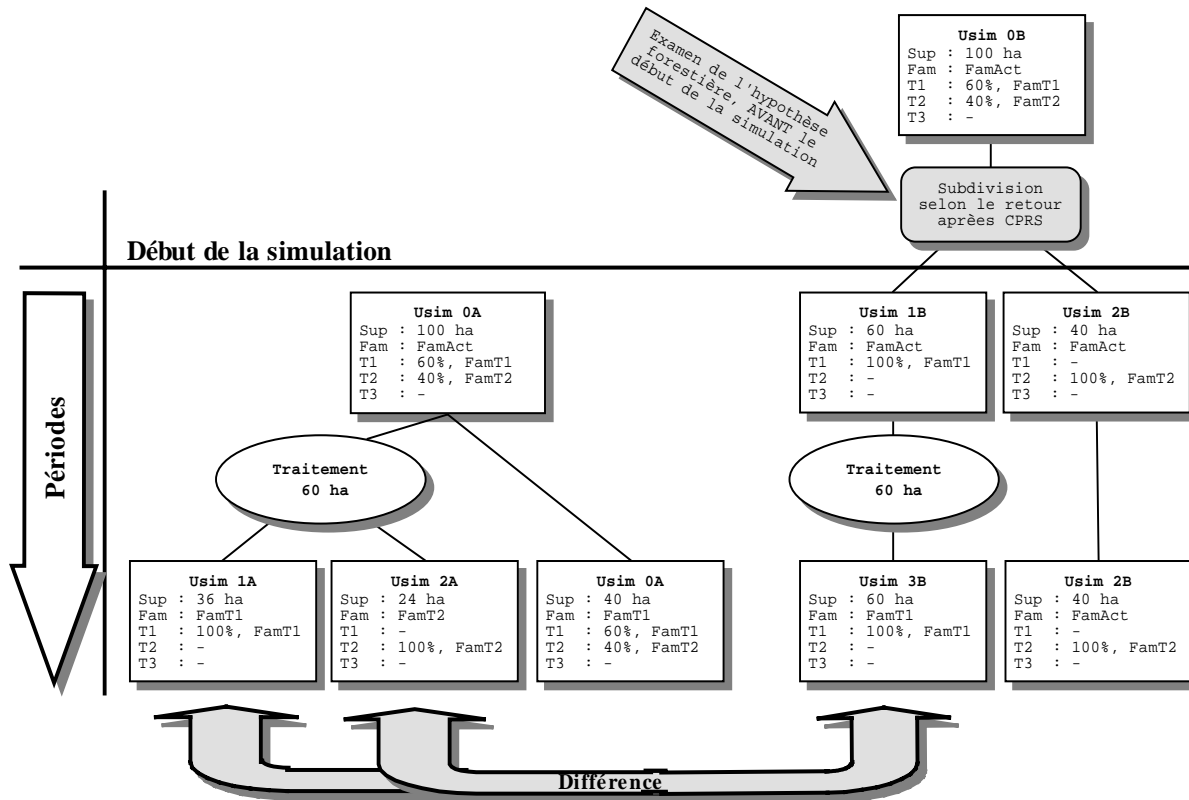 Examen de l'hypothèse
forestière, AVANT le
début de la simulation
Usim 0B
Sup : 100 ha
Fam : FamAct
T1 : 60%, FamT1
T2 : 40%, FamT2
T3 : -
Subdivision
selon le retour
aprèes CPRS
Début de la simulation
Périodes
Usim 0A
Sup : 100 ha
Fam : FamAct
T1 : 60%, FamT1
T2 : 40%, FamT2
T3 : -
Usim 1B
Sup : 60 ha
Fam : FamAct
T1 : 100%, FamT1
T2 : -
T3 : -
Usim 2B
Sup : 40 ha
Fam : FamAct
T1 : -
T2 : 100%, FamT2
T3 : -
Traitement
60 ha
Traitement
60 ha
Usim 1A
Sup : 36 ha
Fam : FamT1
T1 : 100%, FamT1
T2 : -
T3 : -
Usim 2A
Sup : 24 ha
Fam : FamT2
T1 : -
T2 : 100%, FamT2
T3 : -
Usim 0A
Sup : 40 ha
Fam : FamT1
T1 : 60%, FamT1
T2 : 40%, FamT2
T3 : -
Usim 3B
Sup : 60 ha
Fam : FamT1
T1 : 100%, FamT1
T2 : -
T3 : -
Usim 2B
Sup : 40 ha
Fam : FamAct
T1 : -
T2 : 100%, FamT2
T3 : -
Différence